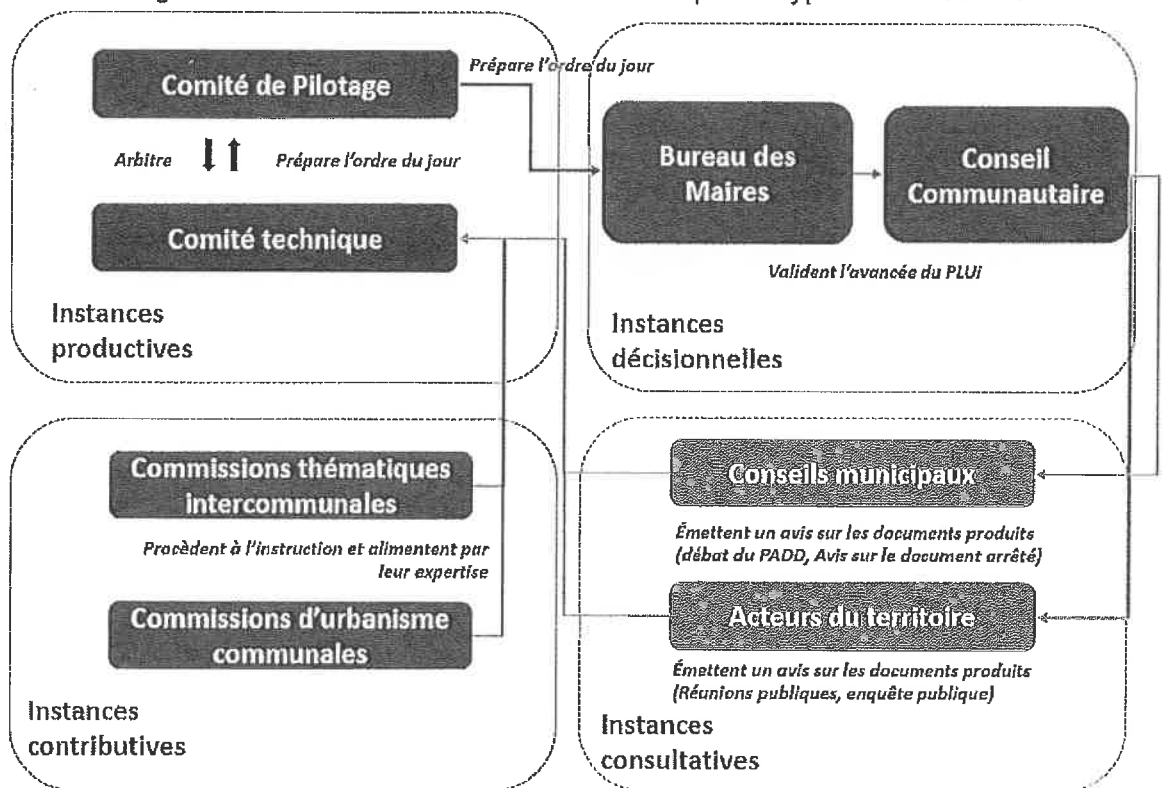 Comité de Pilotage
Prépare l'ordre du jour
Arbitre
Prépare l'ordre du jour
Comité technique
Instances
productives
Bureau des
Maires
Conseil
Communautaire
Valident l'avancée du PLUi
Instances
décisionnelles
Commissions thématiques
intercommunales
Procèdent à l'instruction et alimentent par
leur expertise
Commissions d'urbanisme
communales
Instances
contributives
Conseils municipaux
Émettent un avis sur les documents produits
(débat du PADD, Avis sur le document arrêté)
Acteurs du territoire
Émettent un avis sur les documents produits
(Réunions publiques, enquête publique)
Instances
consultatives